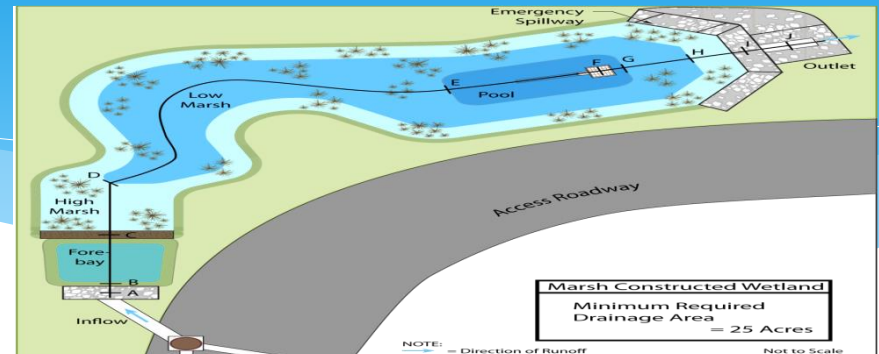 Emergency
Spillway
I
J
H
Outlet
F
G
E
Pool
Low
Marsh
D
High
Marsh
Access Roadway
C
Fore-
bay
B
A
Inflow
Marsh Constructed Wetland
Minimum Required
Drainage Area
= 25 Acres
NOTE:
= Direction of Runoff
Not to Scale